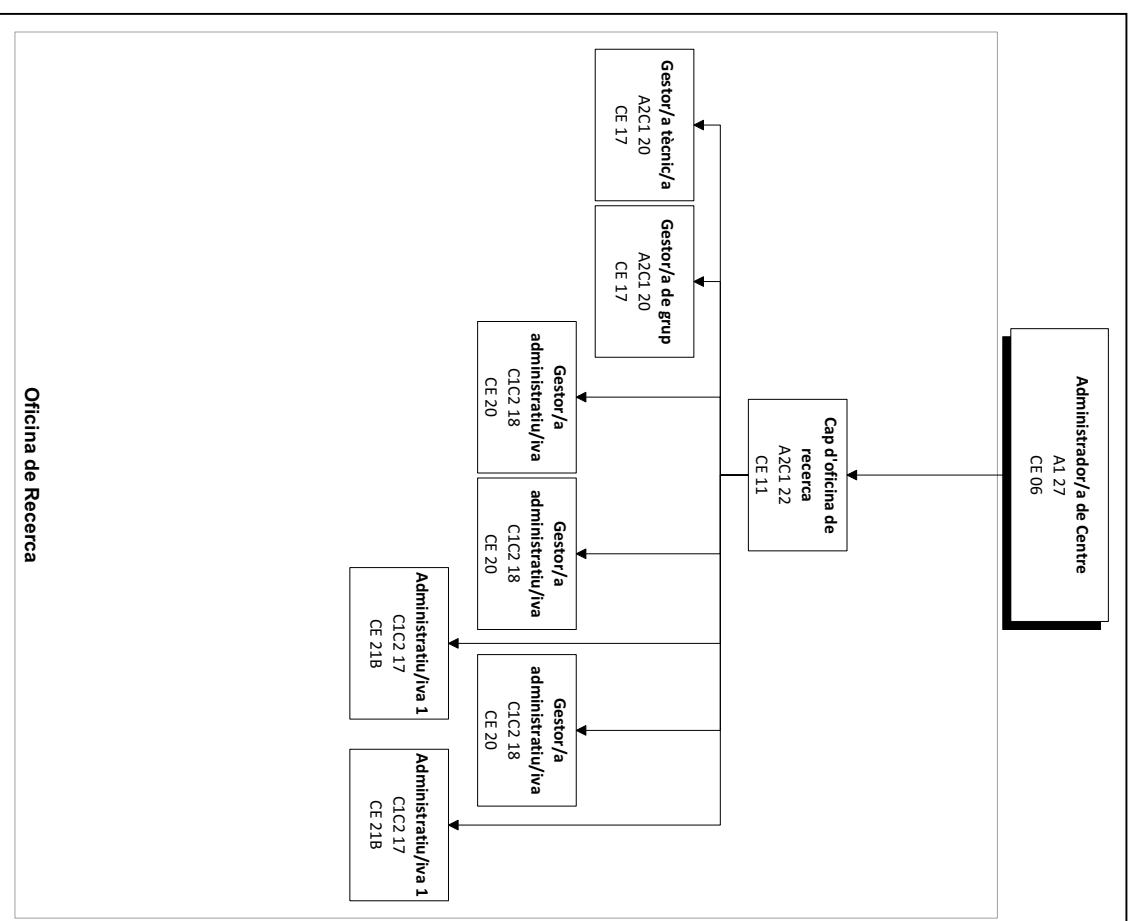 Administrador/a de Centre
A1 27
CE 06
Cap d'oficina de
recerca
A2C1 22
CE 11
Gestor/a tècnic/a
A2C1 20
CE 17
Gestor/a de grup
A2C1 20
CE 17
Gestor/a
administratiu/iva
C1C2 18
CE 20
Gestor/a
administratiu/iva
C1C2 18
CE 20
Gestor/a
administratiu/iva
C1C2 18
CE 20
Administratiu/iva 1
C1C2 17
CE 21B
Administratiu/iva 1
C1C2 17
CE 21B
Oficina de Recerca